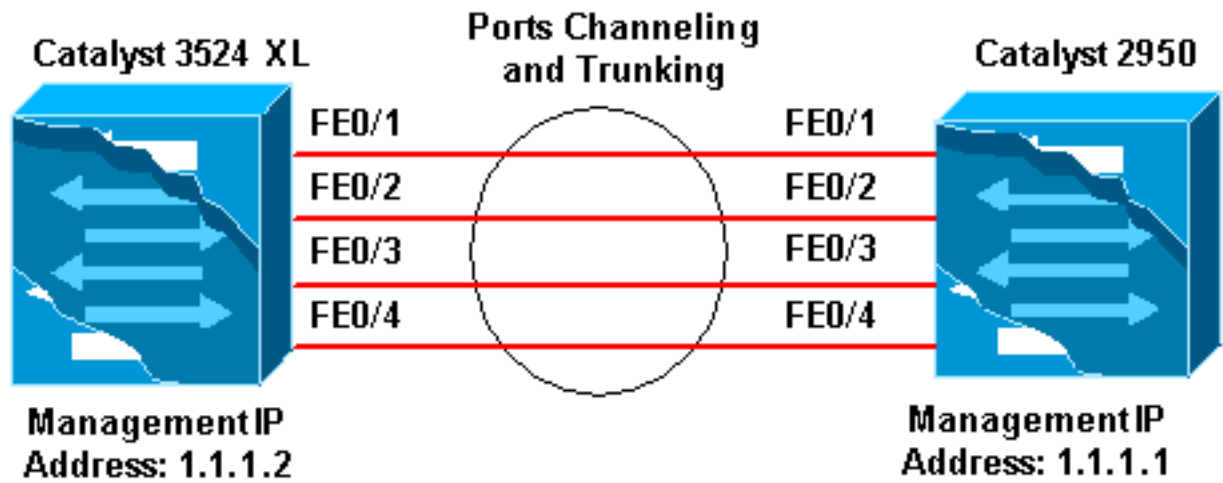 Ports Channeling
and Trunking
Catalyst 3524 XL
Catalyst 2950
FE0/1
FE0/1
FE0/2
FE0/2
FE0/3
FE0/3
FE0/4
FE0/4
Management IP
Address: 1.1.1.2
Management IP
Address: 1.1.1.1